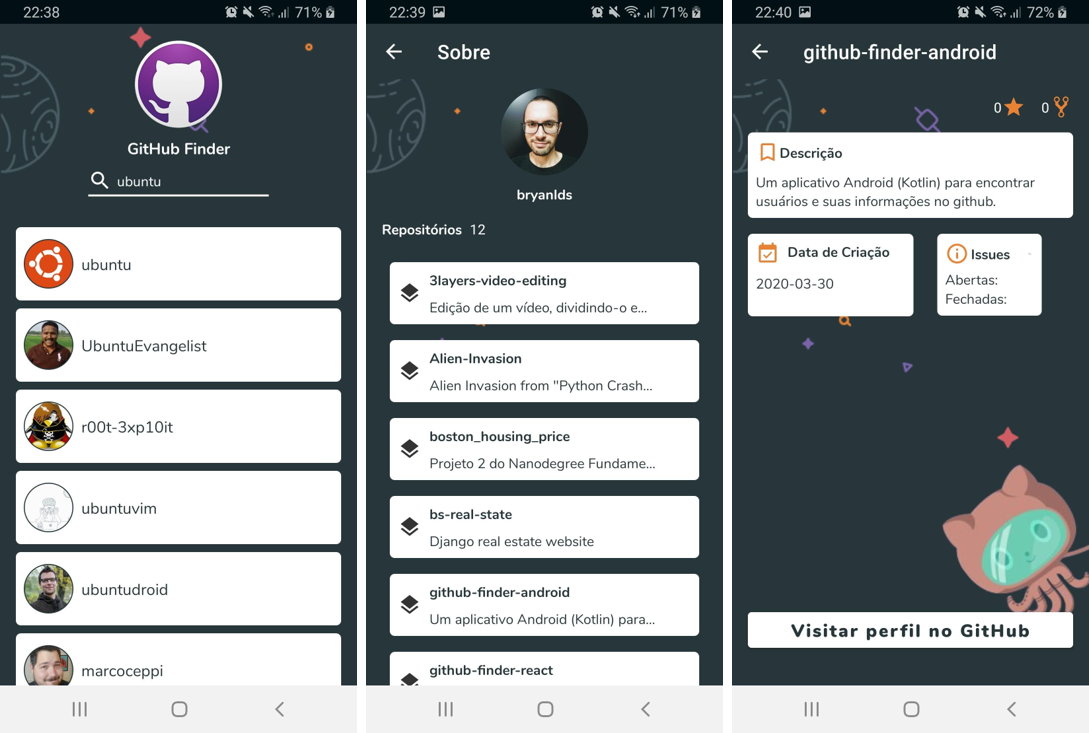 22:38 71%
GitHub Finder
ubuntu
ubuntu
UbuntuEvangelist
r00t-3xp10it
ubuntuvim
ubuntudroid
marcoceppi
22:39 71%
Sobre
bryanlds
Repositórios 12
3layers-video-editing
Edição de um vídeo, dividindo-o e...
Alien-Invasion
Alien Invasion from "Python Crash...
boston_housing_price
Projeto 2 do Nanodegree Fundame...
bs-real-state
Django real estate website
github-finder-android
Um aplicativo Android (Kotlin) para...
github-finder-react
22:40 72%
github-finder-android
0 0
Descrição
Um aplicativo Android (Kotlin) para encontrar
usuários e suas informações no github.
Data de Criação
2020-03-30
Issues
Abertas:
Fechadas:
Visitar perfil no GitHub